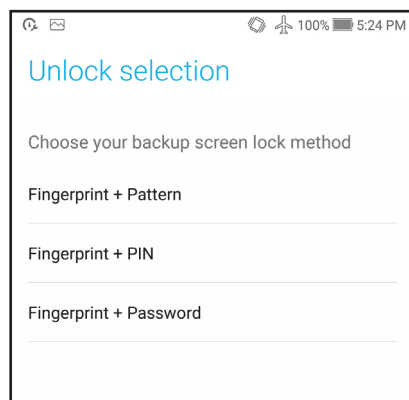 100% 5:24 PM
Unlock selection
Choose your backup screen lock method
Fingerprint + Pattern
Fingerprint + PIN
Fingerprint + Password